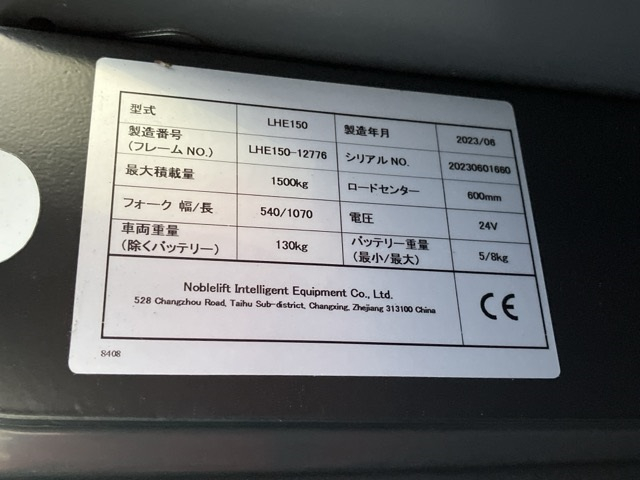 型式 LHE150 製造年月 2023/06
製造番号
(フレームNO.) LHE150-12776 シリアルNO. 20230601660
最大積載量 1500kg ロードセンター 600mm
フォーク 幅/長 540/1070 電圧 24V
車両重量
(除くバッテリー) 130kg バッテリー重量
(最小/最大) 5/8kg
Noblelift Intelligent Equipment Co., Ltd.
528 Changzhou Road, Taihu Sub-district, Changxing, Zhejiang 313100 China
CE
8408